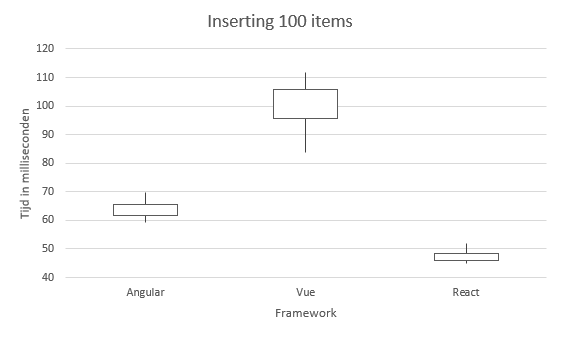 Inserting 100 items
120
110
100
90
80
70
60
50
40
Tijd in milliseconden
Angular Vue React
Framework